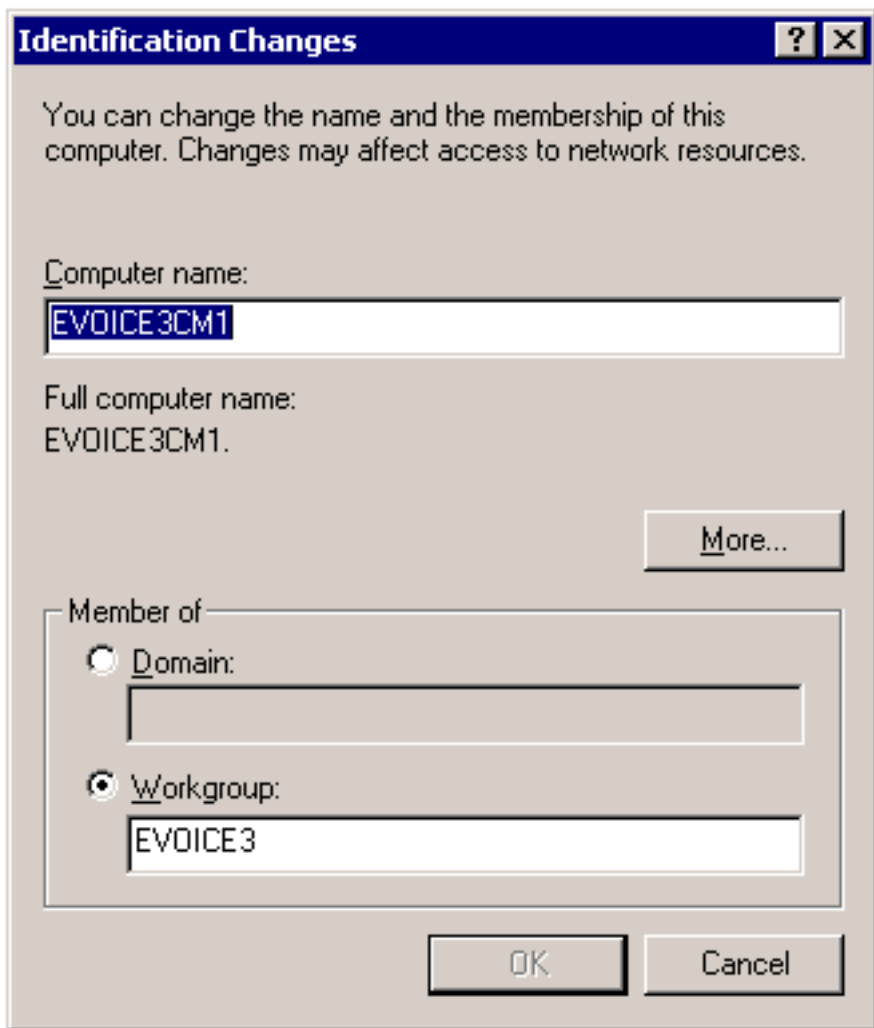 Identification Changes
You can change the name and the membership of this
computer. Changes may affect access to network resources.
Computer name:
EVOICE3CM1
Full computer name:
EVOICE3CM1.
More...
Member of
Domain:
Workgroup:
EVOICE3
OK Cancel